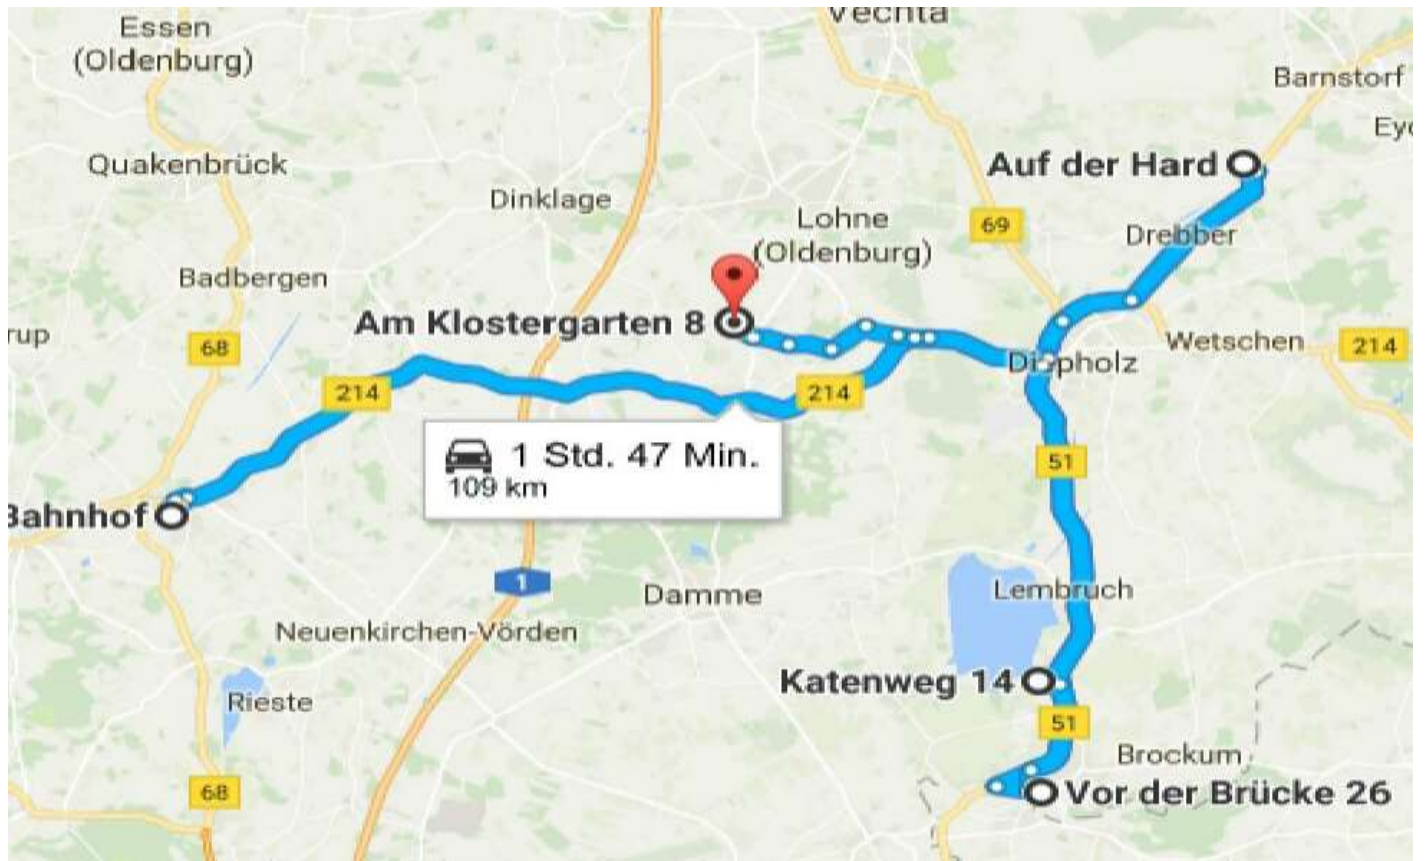 Essen
(Oldenburg)
Vechta
Barnstorf
Quakenbrück
Auf der Hard
Dinklage
Lohne
(Oldenburg)
69
Drebber
Badbergen
Am Klostergarten 8
68
Wetschen
214
Diepholz
214
214
51
1 Std. 47 Min.
109 km
Bahnhof
1
Damme
Lembruch
Neuenkirchen-Vörden
Katenweg 14
Rieste
51
Brockum
68
Vor der Brücke 26